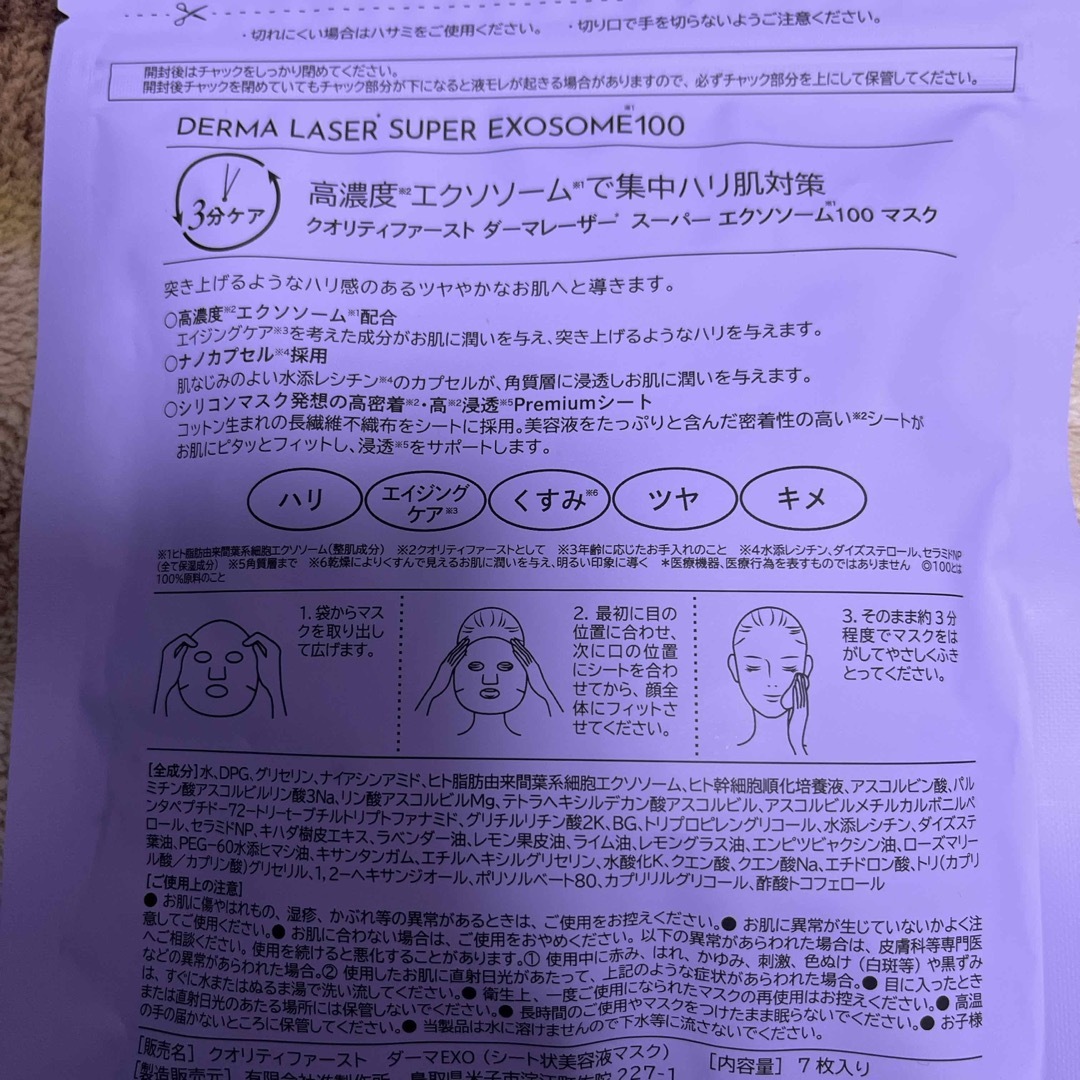 ・切れにくい場合はハサミをご使用ください。 ・切り口で手を切らないようご注意ください。
開封後はチャックをしっかり閉めてください。
開封後チャックを閉めていてもチャック部分が下になると液モレが起きる場合がありますので、必ずチャック部分を上にして保管してください。
DERMA LASER* SUPER EXOSOME※1100
3分ケア
高濃度※2エクソソーム※1で集中ハリ肌対策
クオリティファースト ダーマレーザー* スーパー エクソソーム※1100 マスク
突き上げるようなハリ感のあるツヤやかなお肌へと導きます。
○高濃度※2エクソソーム※1配合
エイジングケア※3を考えた成分がお肌に潤いを与え、突き上げるようなハリを与えます。
○ナノカプセル※4採用
肌なじみのよい水添レシチン※4のカプセルが、角質層に浸透しお肌に潤いを与えます。
○シリコンマスク発想の高密着※2・高※2浸透※5Premiumシート
コットン生まれの長繊維不織布をシートに採用。美容液をたっぷりと含んだ密着性の高い※2シートが
お肌にピタッとフィットし、浸透※5をサポートします。
ハリ
エイジング
ケア※3
くすみ※6
ツヤ
キメ
※1ヒト脂肪由来間葉系細胞エクソソーム(整肌成分) ※2クオリティファーストとして ※3年齢に応じたお手入れのこと ※4水添レシチン、ダイズステロール、セラミドNP
(全て保湿成分) ※5角質層まで ※6乾燥によりくすんで見えるお肌に潤いを与え、明るい印象に導く *医療機器、医療行為を表すものではありません ◎100とは
100%原料のこと
1. 袋からマス
クを取り出し
て広げます。
2. 最初に目の
位置に合わせ、
次に口の位置
にシートを合わ
せてから、顔全
体にフィットさ
せてください。
3. そのまま約3分
程度でマスクをは
がしてやさしくふき
とってください。
[全成分]水、DPG、グリセリン、ナイアシンアミド、ヒト脂肪由来間葉系細胞エクソソーム、ヒト幹細胞順化培養液、アスコルビン酸、パル
ミチン酸アスコルビルリン酸3Na、リン酸アスコルビルMg、テトラヘキシルデカン酸アスコルビル、アスコルビルメチルカルボニルペ
ンタペプチド-72-トリ-t-ブチルトリプトファナミド、グリチルリチン酸2K、BG、トリプロピレングリコール、水添レシチン、ダイズステ
ロール、セラミドNP、キハダ樹皮エキス、ラベンダー油、レモン果皮油、ライム油、レモングラス油、エンピツビャクシン油、ローズマリー
葉油、PEG-60水添ヒマシ油、キサンタンガム、エチルヘキシルグリセリン、水酸化K、クエン酸、クエン酸Na、エチドロン酸、トリ(カプリ
ル酸/カプリン酸)グリセリル、1,2-ヘキサンジオール、ポリソルベート80、カプリリルグリコール、酢酸トコフェロール
[ご使用上の注意]
● お肌に傷やはれもの、湿疹、かぶれ等の異常があるときは、ご使用をお控えください。● お肌に異常が生じていないかよく注
意してご使用ください。● お肌に合わない場合は、ご使用をおやめください。以下の異常があらわれた場合は、皮膚科等専門医
へご相談ください。使用を続けると悪化することがあります。① 使用中に赤み、はれ、かゆみ、刺激、色ぬけ(白斑等)や黒ずみ
などの異常があらわれた場合。② 使用したお肌に直射日光があたって、上記のような症状があらわれた場合。● 目に入ったとき
は、すぐに水またはぬるま湯で洗い流してください。● 衛生上、一度ご使用になられたマスクの再使用はお控えください。● 高温
または直射日光のあたる場所には保管しないでください。● 長時間のご使用やマスクをつけたまま眠らないでください。● お子様
の手の届かないところに保管してください。● 当製品は水に溶けませんので下水等に流さないでください。
[販売名] クオリティファースト ダーマEXO(シート状美容液マスク) [内容量] 7枚入り
[製造販売元] 有限会社 227-1